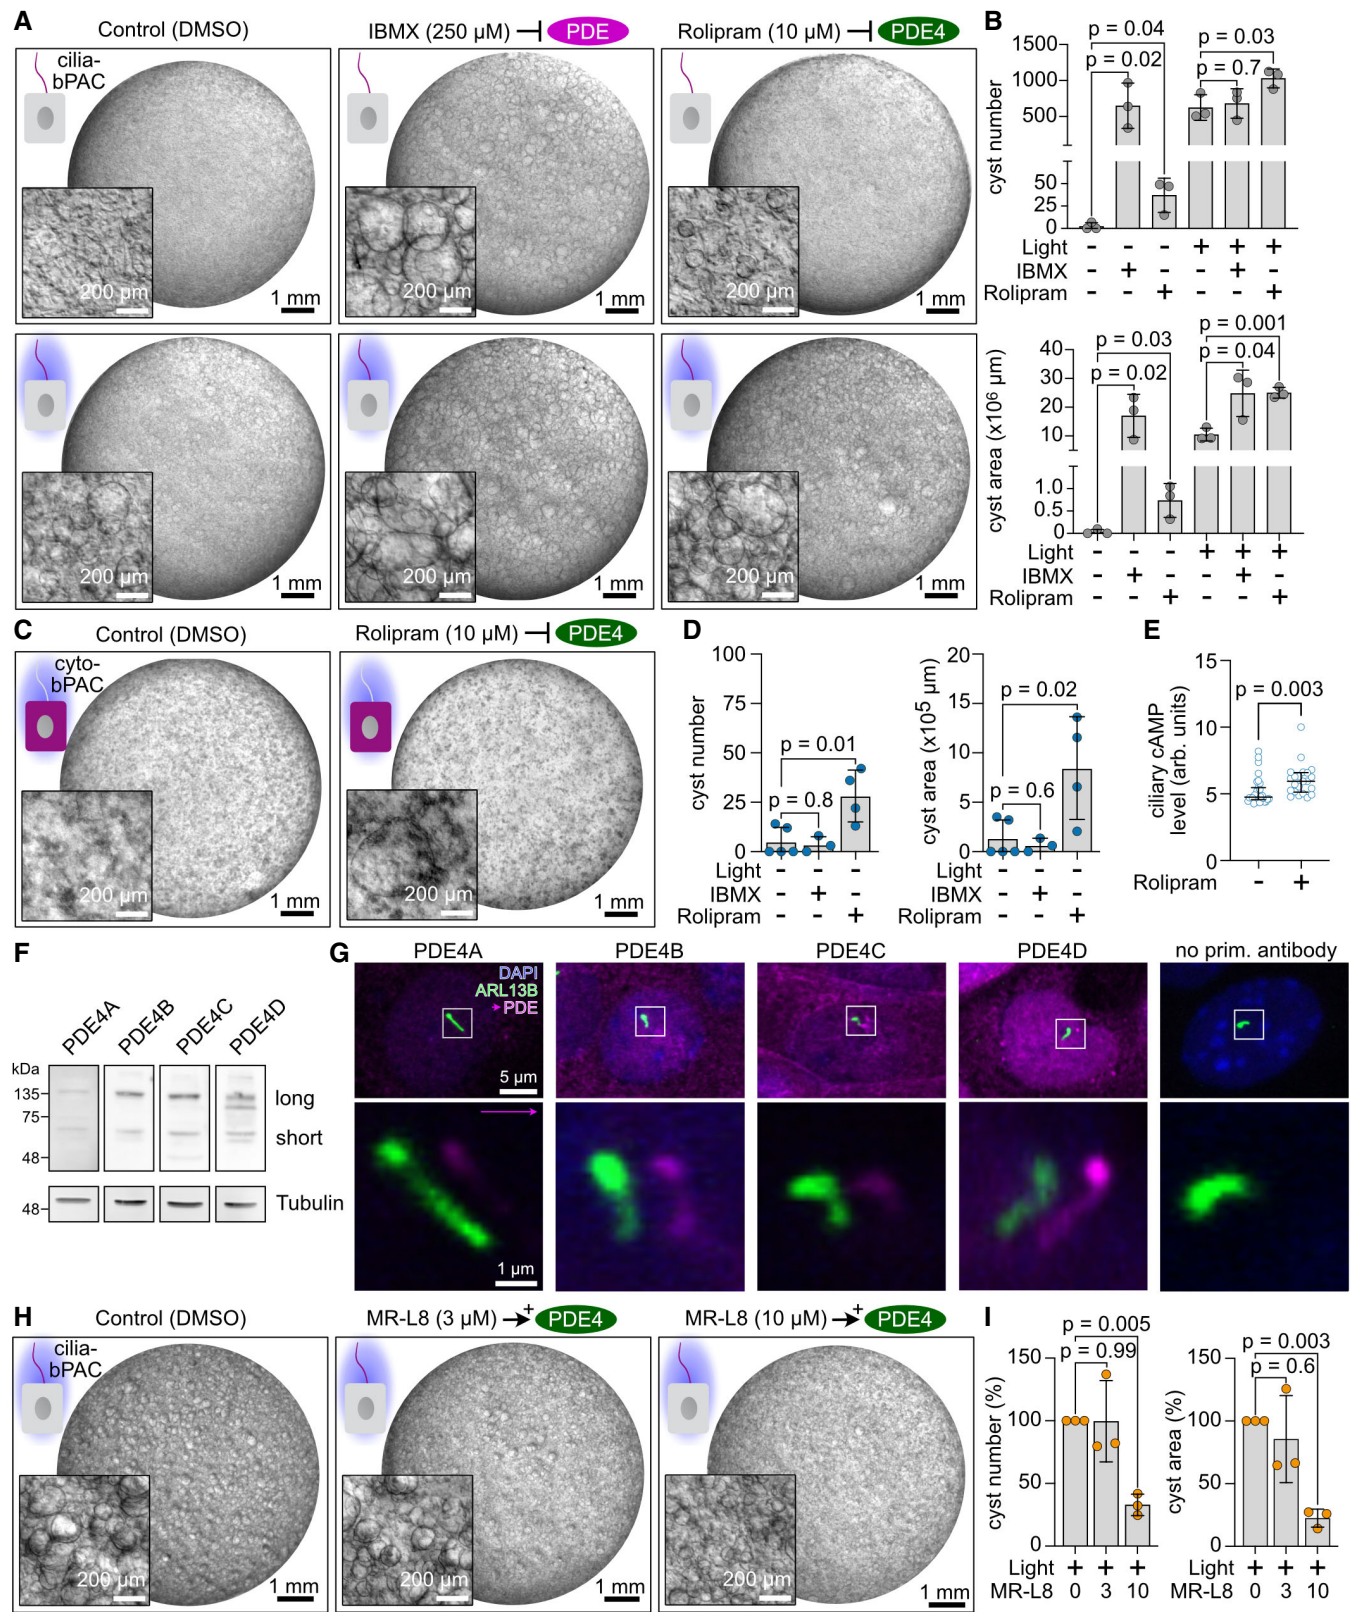 A
Control (DMSO)
IBMX (250 µM)
PDE
Rolipram (10 µM)
PDE4
cilia-
bPAC
200 µm
1 mm
200 µm
1 mm
200 µm
1 mm
200 µm
1 mm
200 µm
1 mm
200 µm
1 mm
B
p = 0.04
p = 0.02
p = 0.03
p = 0.7
cyst number
1500
1000
500
50
25
0
Light - - - + + +
IBMX - + - - + -
Rolipram - - + - - +
p = 0.001
p = 0.03
p = 0.04
p = 0.02
cyst area (x10⁶ µm)
40
30
20
10
1.0
0.5
0
Light - - - + + +
IBMX - + - - + -
Rolipram - - + - - +
C
Control (DMSO)
Rolipram (10 µM)
PDE4
cyto-
bPAC
200 µm
1 mm
200 µm
1 mm
D
cyst number
100
75
50
25
0
p = 0.01
p = 0.8
Light - - -
IBMX - + -
Rolipram - - +
cyst area (x10⁵ µm)
20
15
10
5
0
p = 0.02
p = 0.6
Light - - -
IBMX - + -
Rolipram - - +
E
ciliary cAMP
level (arb. units)
15
10
5
0
p = 0.003
Rolipram - +
F
PDE4A
PDE4B
PDE4C
PDE4D
kDa
135
75
48
long
short
48
Tubulin
G
PDE4A
PDE4B
PDE4C
PDE4D
no prim. antibody
DAPI
ARL13B
PDE
5 µm
1 µm
H
Control (DMSO)
MR-L8 (3 µM)
+
PDE4
MR-L8 (10 µM)
+
PDE4
cilia-
bPAC
200 µm
1 mm
200 µm
1 mm
200 µm
1 mm
I
p = 0.005
p = 0.99
cyst number (%)
150
100
50
0
Light + + +
MR-L8 0 3 10
p = 0.003
p = 0.6
cyst area (%)
150
100
50
0
Light + + +
MR-L8 0 3 10